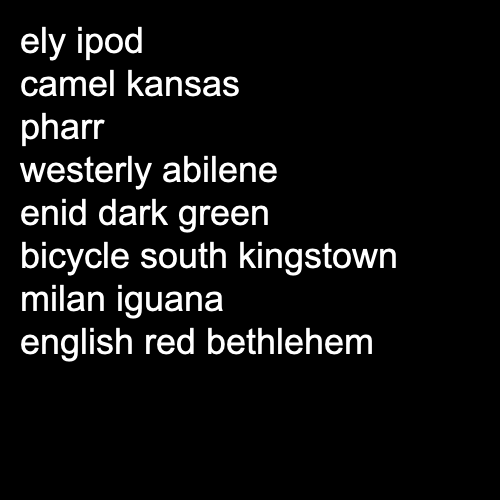 ely ipod
camel kansas
pharr
westerly abilene
enid dark green
bicycle south kingstown
milan iguana
english red bethlehem